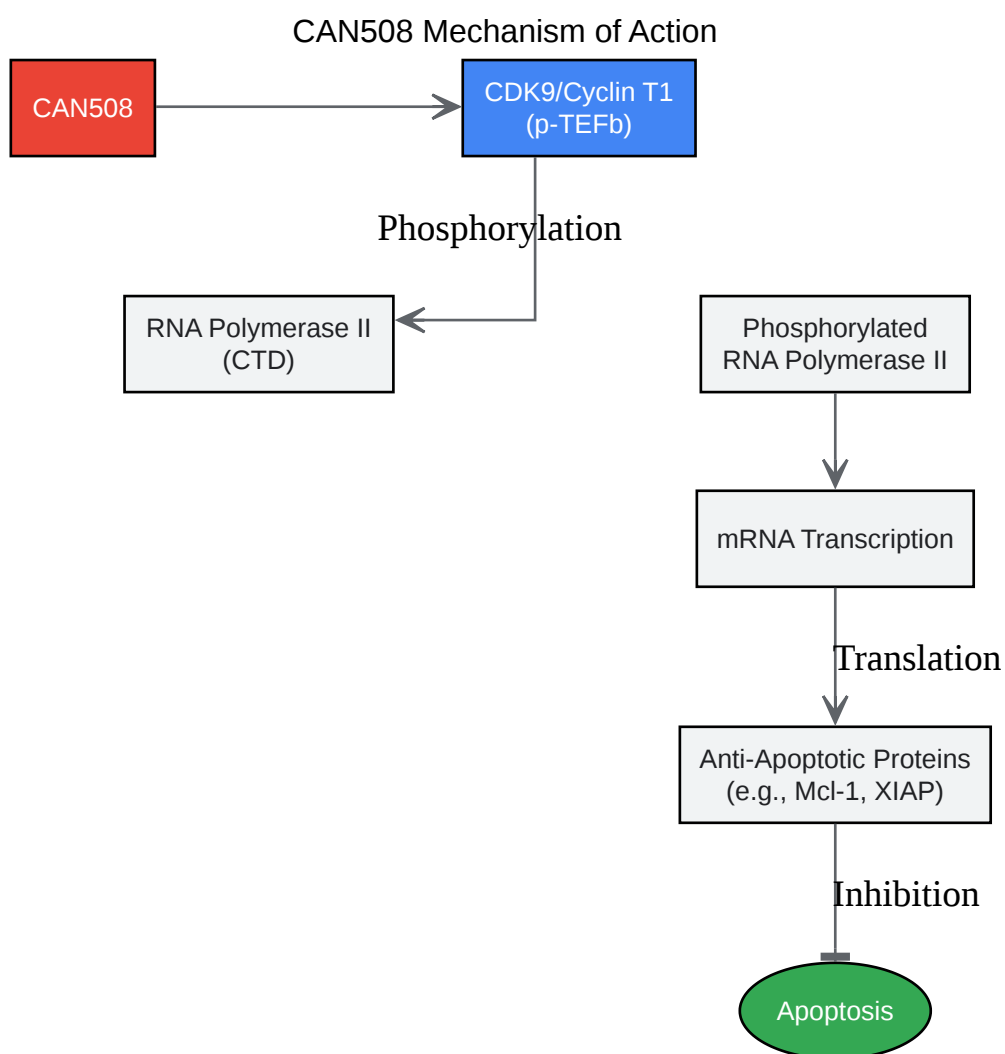 CAN508 Mechanism of Action
CAN508
CDK9/Cyclin T1
(p-TEFb)
Phosphorylation
RNA Polymerase II
(CTD)
Phosphorylated
RNA Polymerase II
mRNA Transcription
Translation
Anti-Apoptotic Proteins
(e.g., Mcl-1, XIAP)
Inhibition
Apoptosis